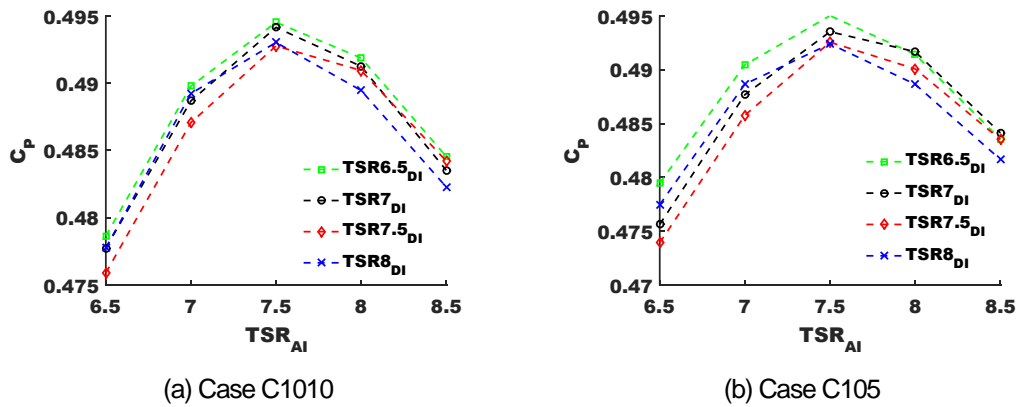 0.495
0.49
0.485
0.48
0.475
C_P
6.5 7 7.5 8 8.5
TSR_AI
TSR6.5_DI
TSR7_DI
TSR7.5_DI
TSR8_DI
(a) Case C1010
0.495
0.49
0.485
0.48
0.475
0.47
C_P
6.5 7 7.5 8 8.5
TSR_AI
TSR6.5_DI
TSR7_DI
TSR7.5_DI
TSR8_DI
(b) Case C105